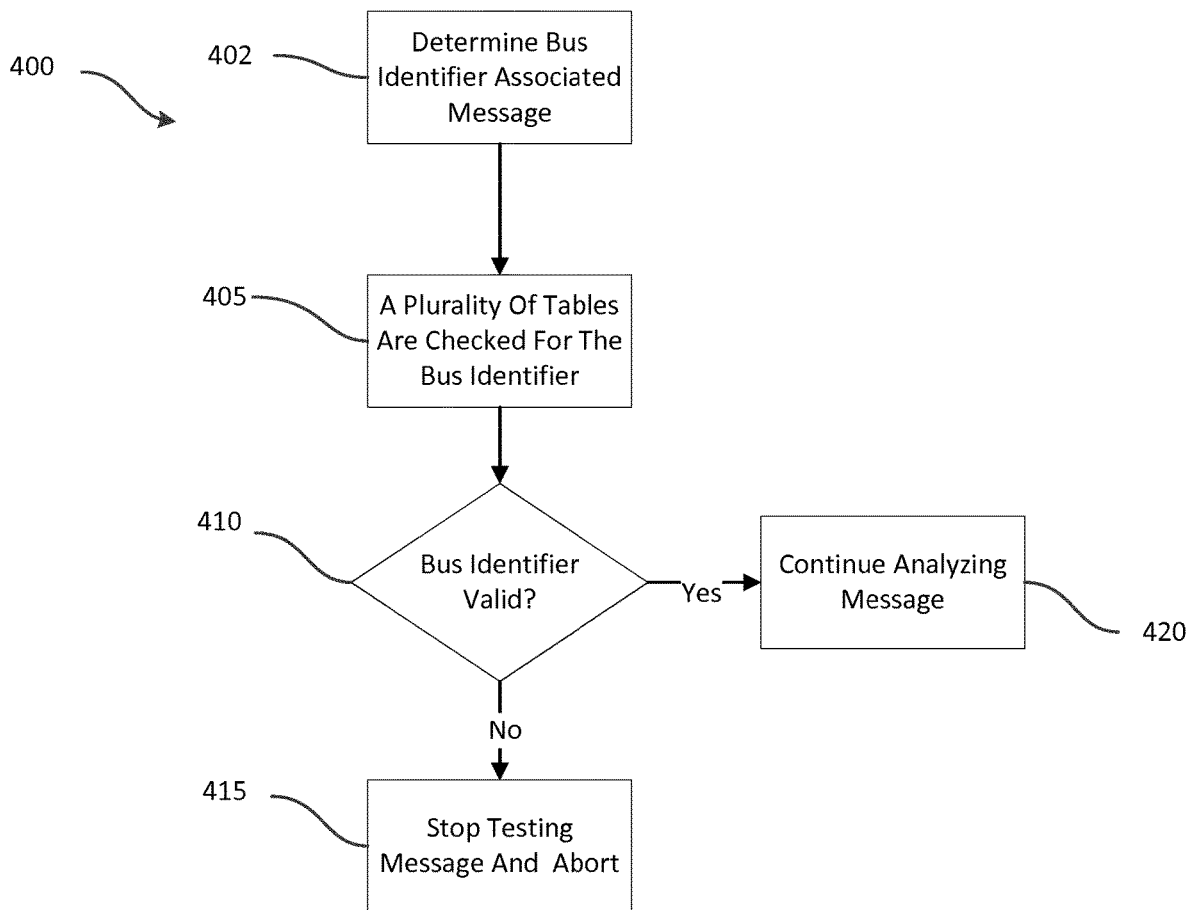 400
402
Determine Bus
Identifier Associated
Message
405
A Plurality Of Tables
Are Checked For The
Bus Identifier
410
Bus Identifier
Valid?
Yes
Continue Analyzing
Message
420
No
415
Stop Testing
Message And Abort